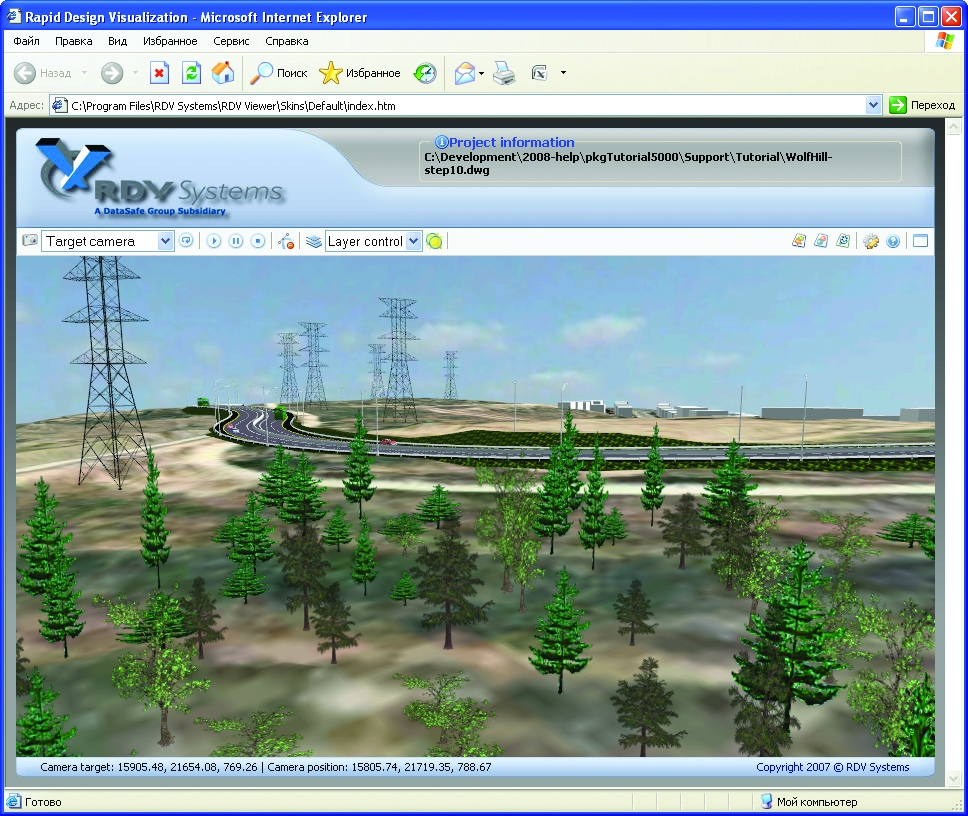 Rapid Design Visualization - Microsoft Internet Explorer
Файл Правка Вид Избранное Сервис Справка
Назад Поиск Избранное
Адрес: C:\Program Files\RDV Systems\RDV Viewer\Skins\Default\index.htm Переход
Project information
C:\Development\2008-help\pkgTutorial5000\Support\Tutorial\WolfHill-
step10.dwg
RDV Systems
A DataSafe Group Subsidiary
Target camera Layer control
Camera target: 15905.48, 21654.08, 769.26 | Camera position: 15805.74, 21719.35, 788.67 Copyright 2007 © RDV Systems
Готово Мой компьютер